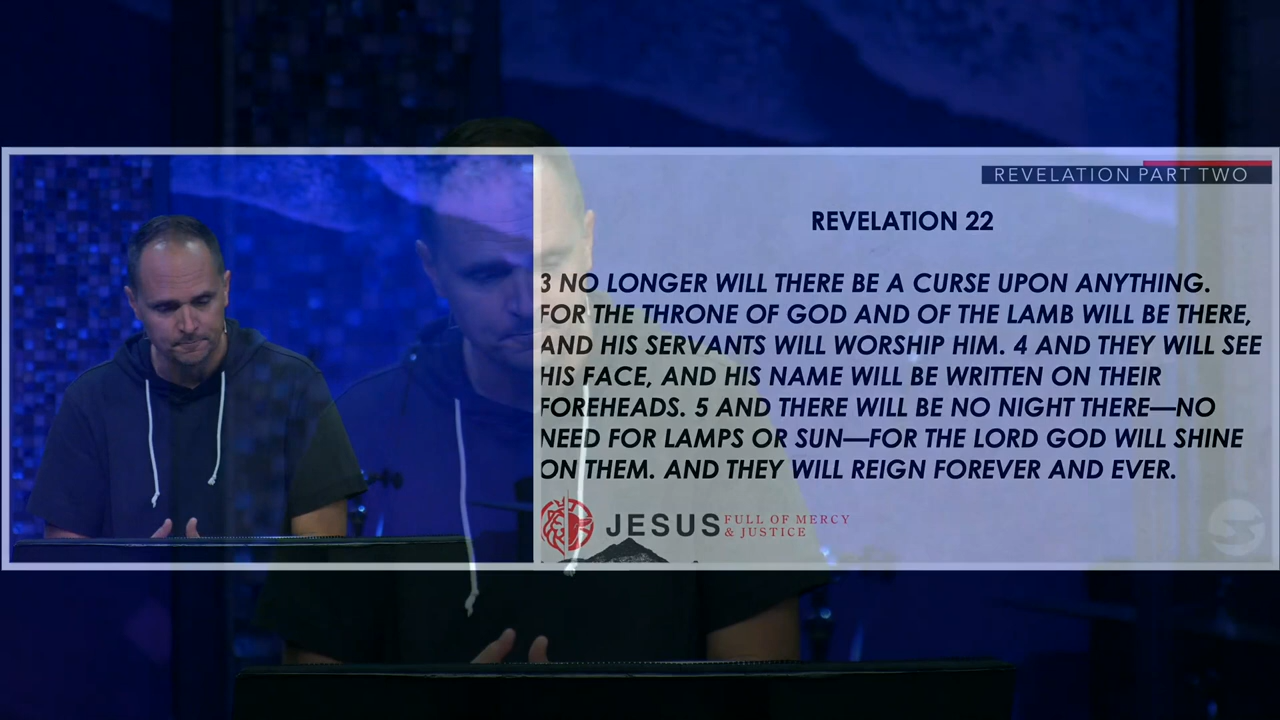 REVELATION PART TWO
REVELATION 22
3 NO LONGER WILL THERE BE A CURSE UPON ANYTHING.
FOR THE THRONE OF GOD AND OF THE LAMB WILL BE THERE,
AND HIS SERVANTS WILL WORSHIP HIM. 4 AND THEY WILL SEE
HIS FACE, AND HIS NAME WILL BE WRITTEN ON THEIR
FOREHEADS. 5 AND THERE WILL BE NO NIGHT THERE—NO
NEED FOR LAMPS OR SUN—FOR THE LORD GOD WILL SHINE
ON THEM. AND THEY WILL REIGN FOREVER AND EVER.
JESUS FULL OF MERCY
& JUSTICE